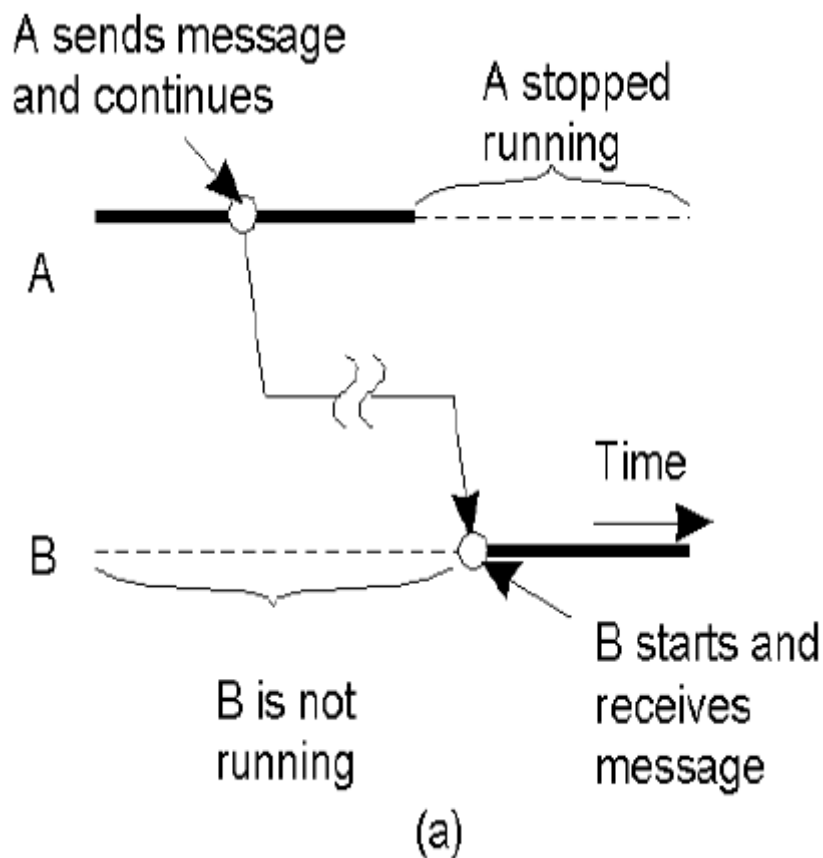 A sends message
and continues
A stopped
running
A
Time
B
B is not
running
B starts and
receives
message
(a)